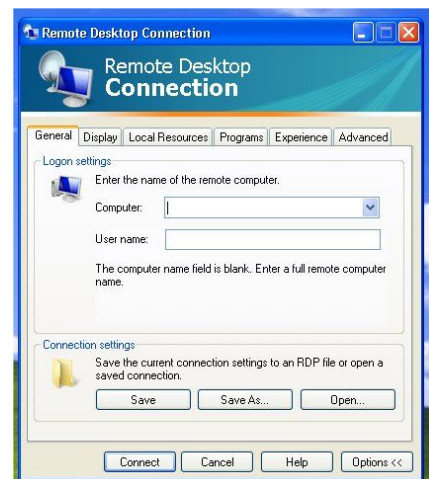 Remote Desktop Connection
Remote Desktop
Connection
General Display Local Resources Programs Experience Advanced
Logon settings
Enter the name of the remote computer.
Computer:
User name:
The computer name field is blank. Enter a full remote computer
name.
Connection settings
Save the current connection settings to an RDP file or open a
saved connection.
Save Save As... Open...
Connect Cancel Help Options <<